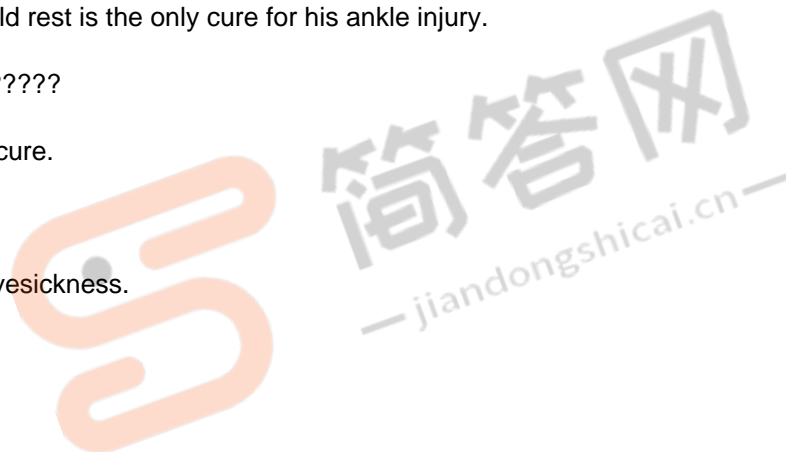 ld rest is the only cure for his ankle injury.
?????
cure.
vesickness.
简答网
jiandongshicai.cn